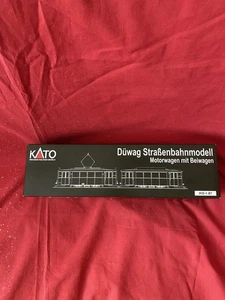 KATO
Düwag Straßenbahnmodell
Motorwagen mit Beiwagen